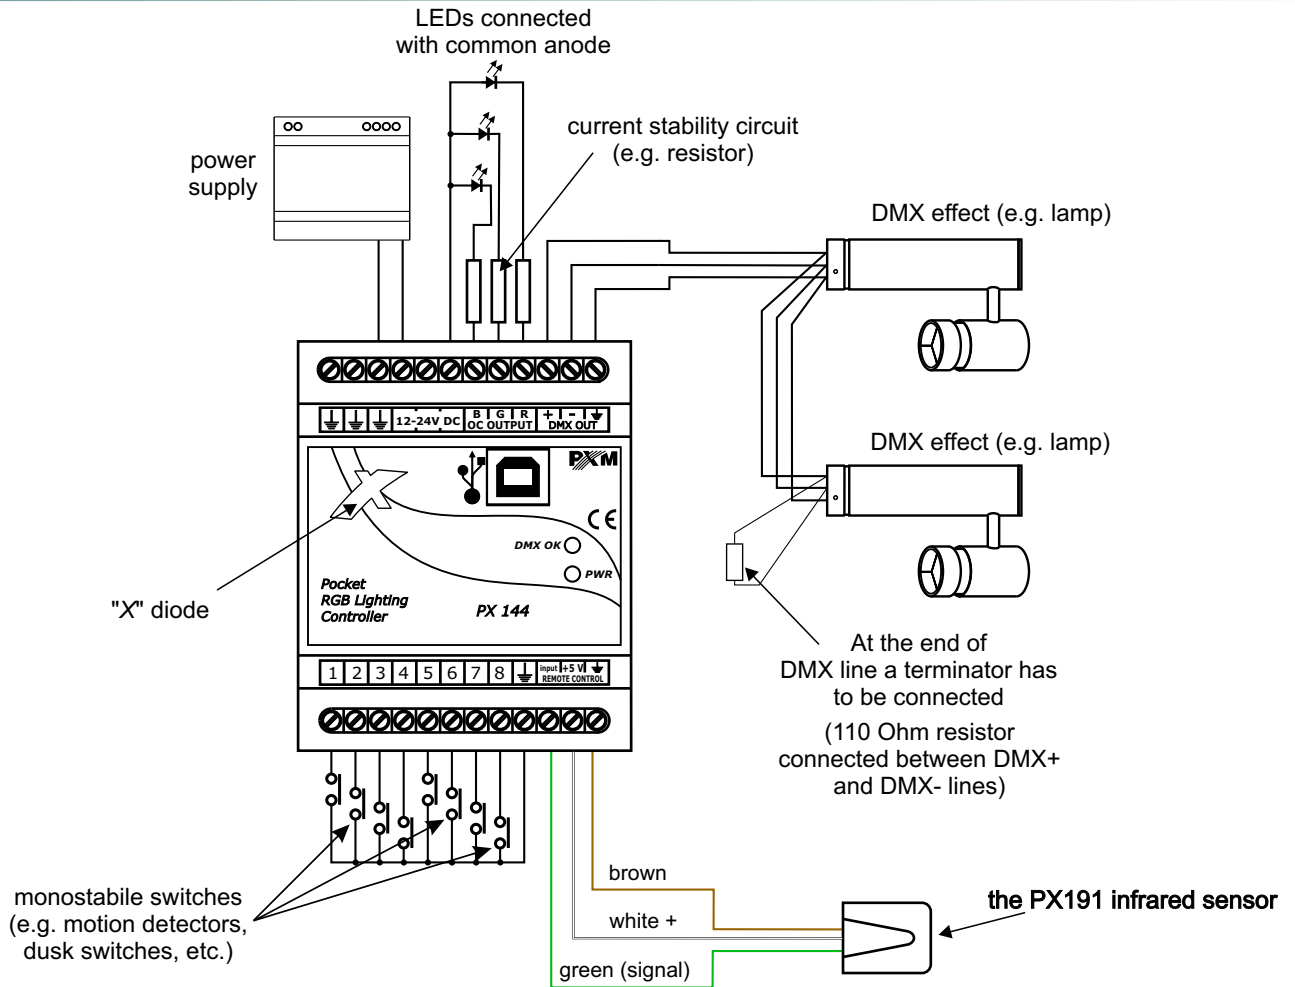 LEDs connected
with common anode
current stability circuit
(e.g. resistor)
power
supply
DMX effect (e.g. lamp)
12-24V DC
B G R
OC OUTPUT
+ -
DMX OUT
PXM
CE
DMX OK
PWR
Pocket
RGB Lighting
Controller
PX 144
"X" diode
DMX effect (e.g. lamp)
At the end of
DMX line a terminator has
to be connected
(110 Ohm resistor
connected between DMX+
and DMX- lines)
1 2 3 4 5 6 7 8
input +5 V
REMOTE CONTROL
monostabile switches
(e.g. motion detectors,
dusk switches, etc.)
brown
white +
green (signal)
the PX191 infrared sensor